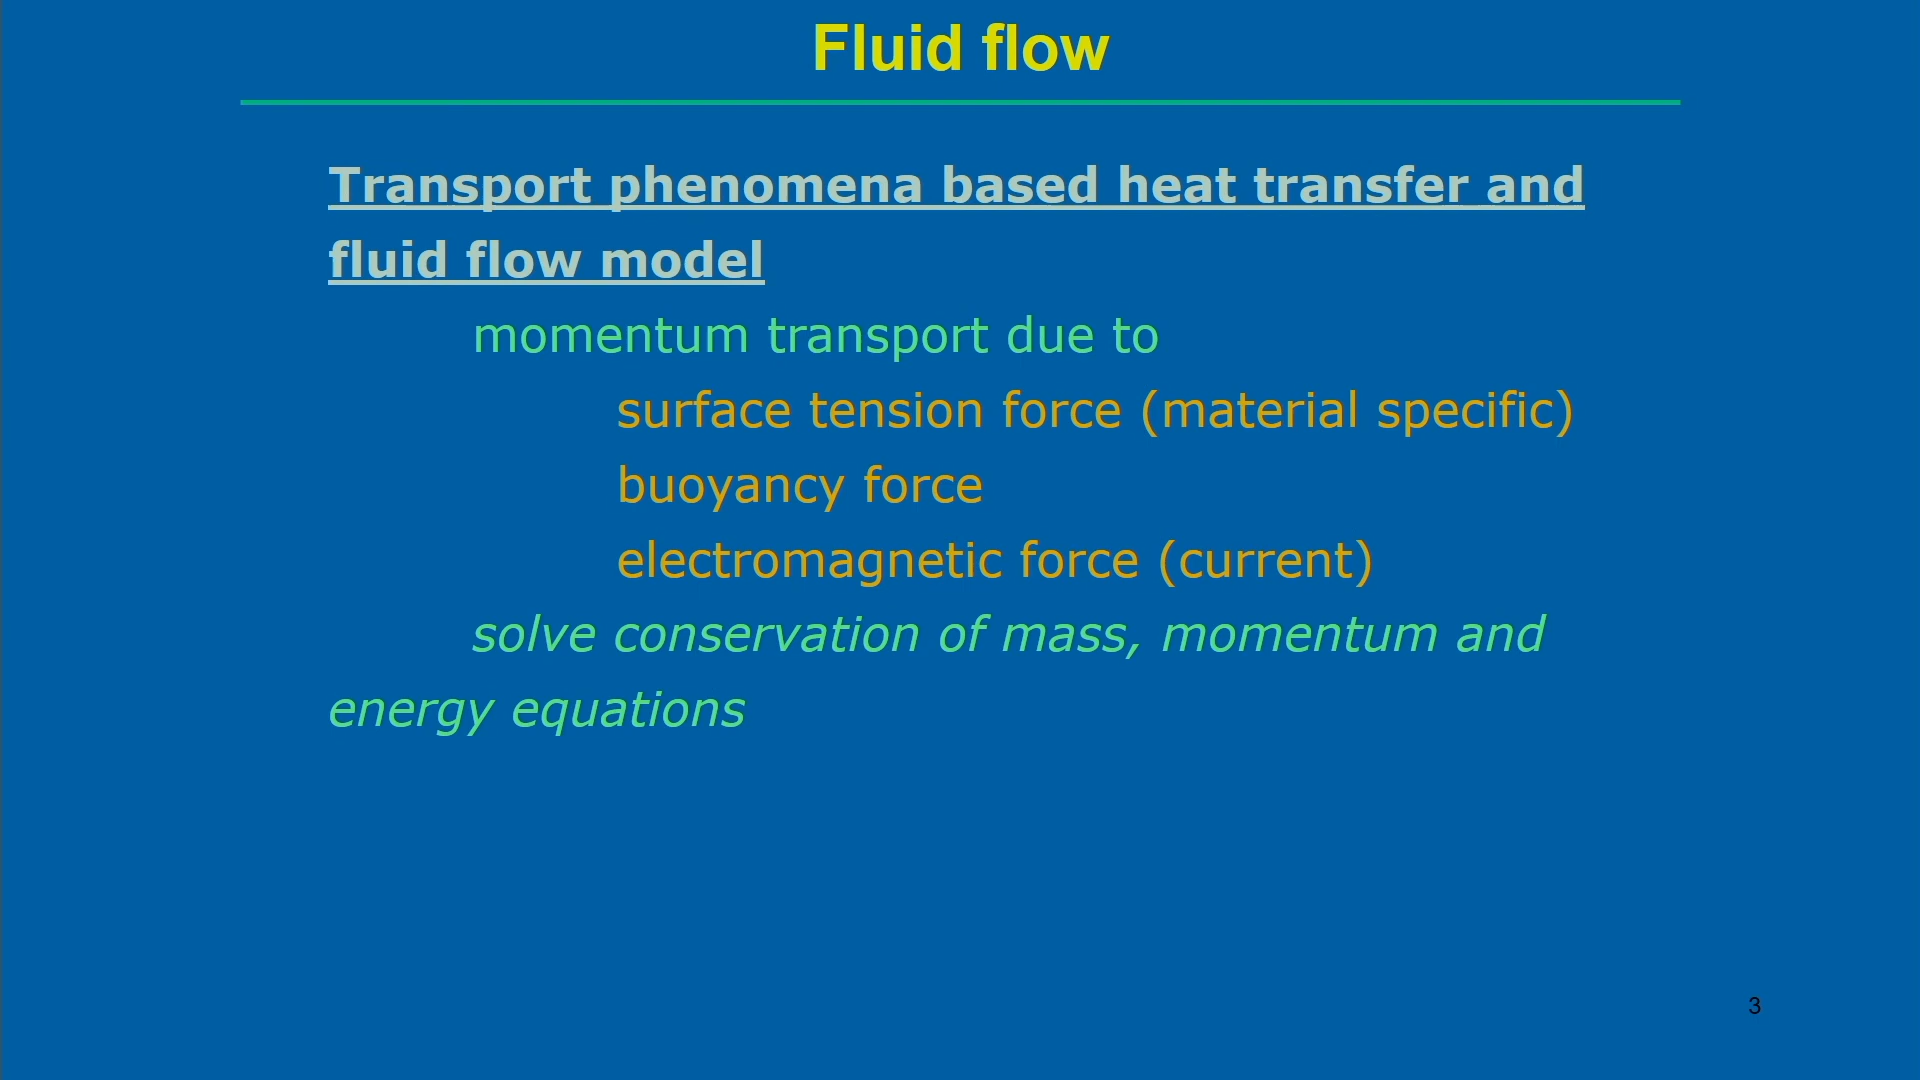 Fluid flow
Transport phenomena based heat transfer and
fluid flow model
momentum transport due to
surface tension force (material specific)
buoyancy force
electromagnetic force (current)
solve conservation of mass, momentum and
energy equations
3